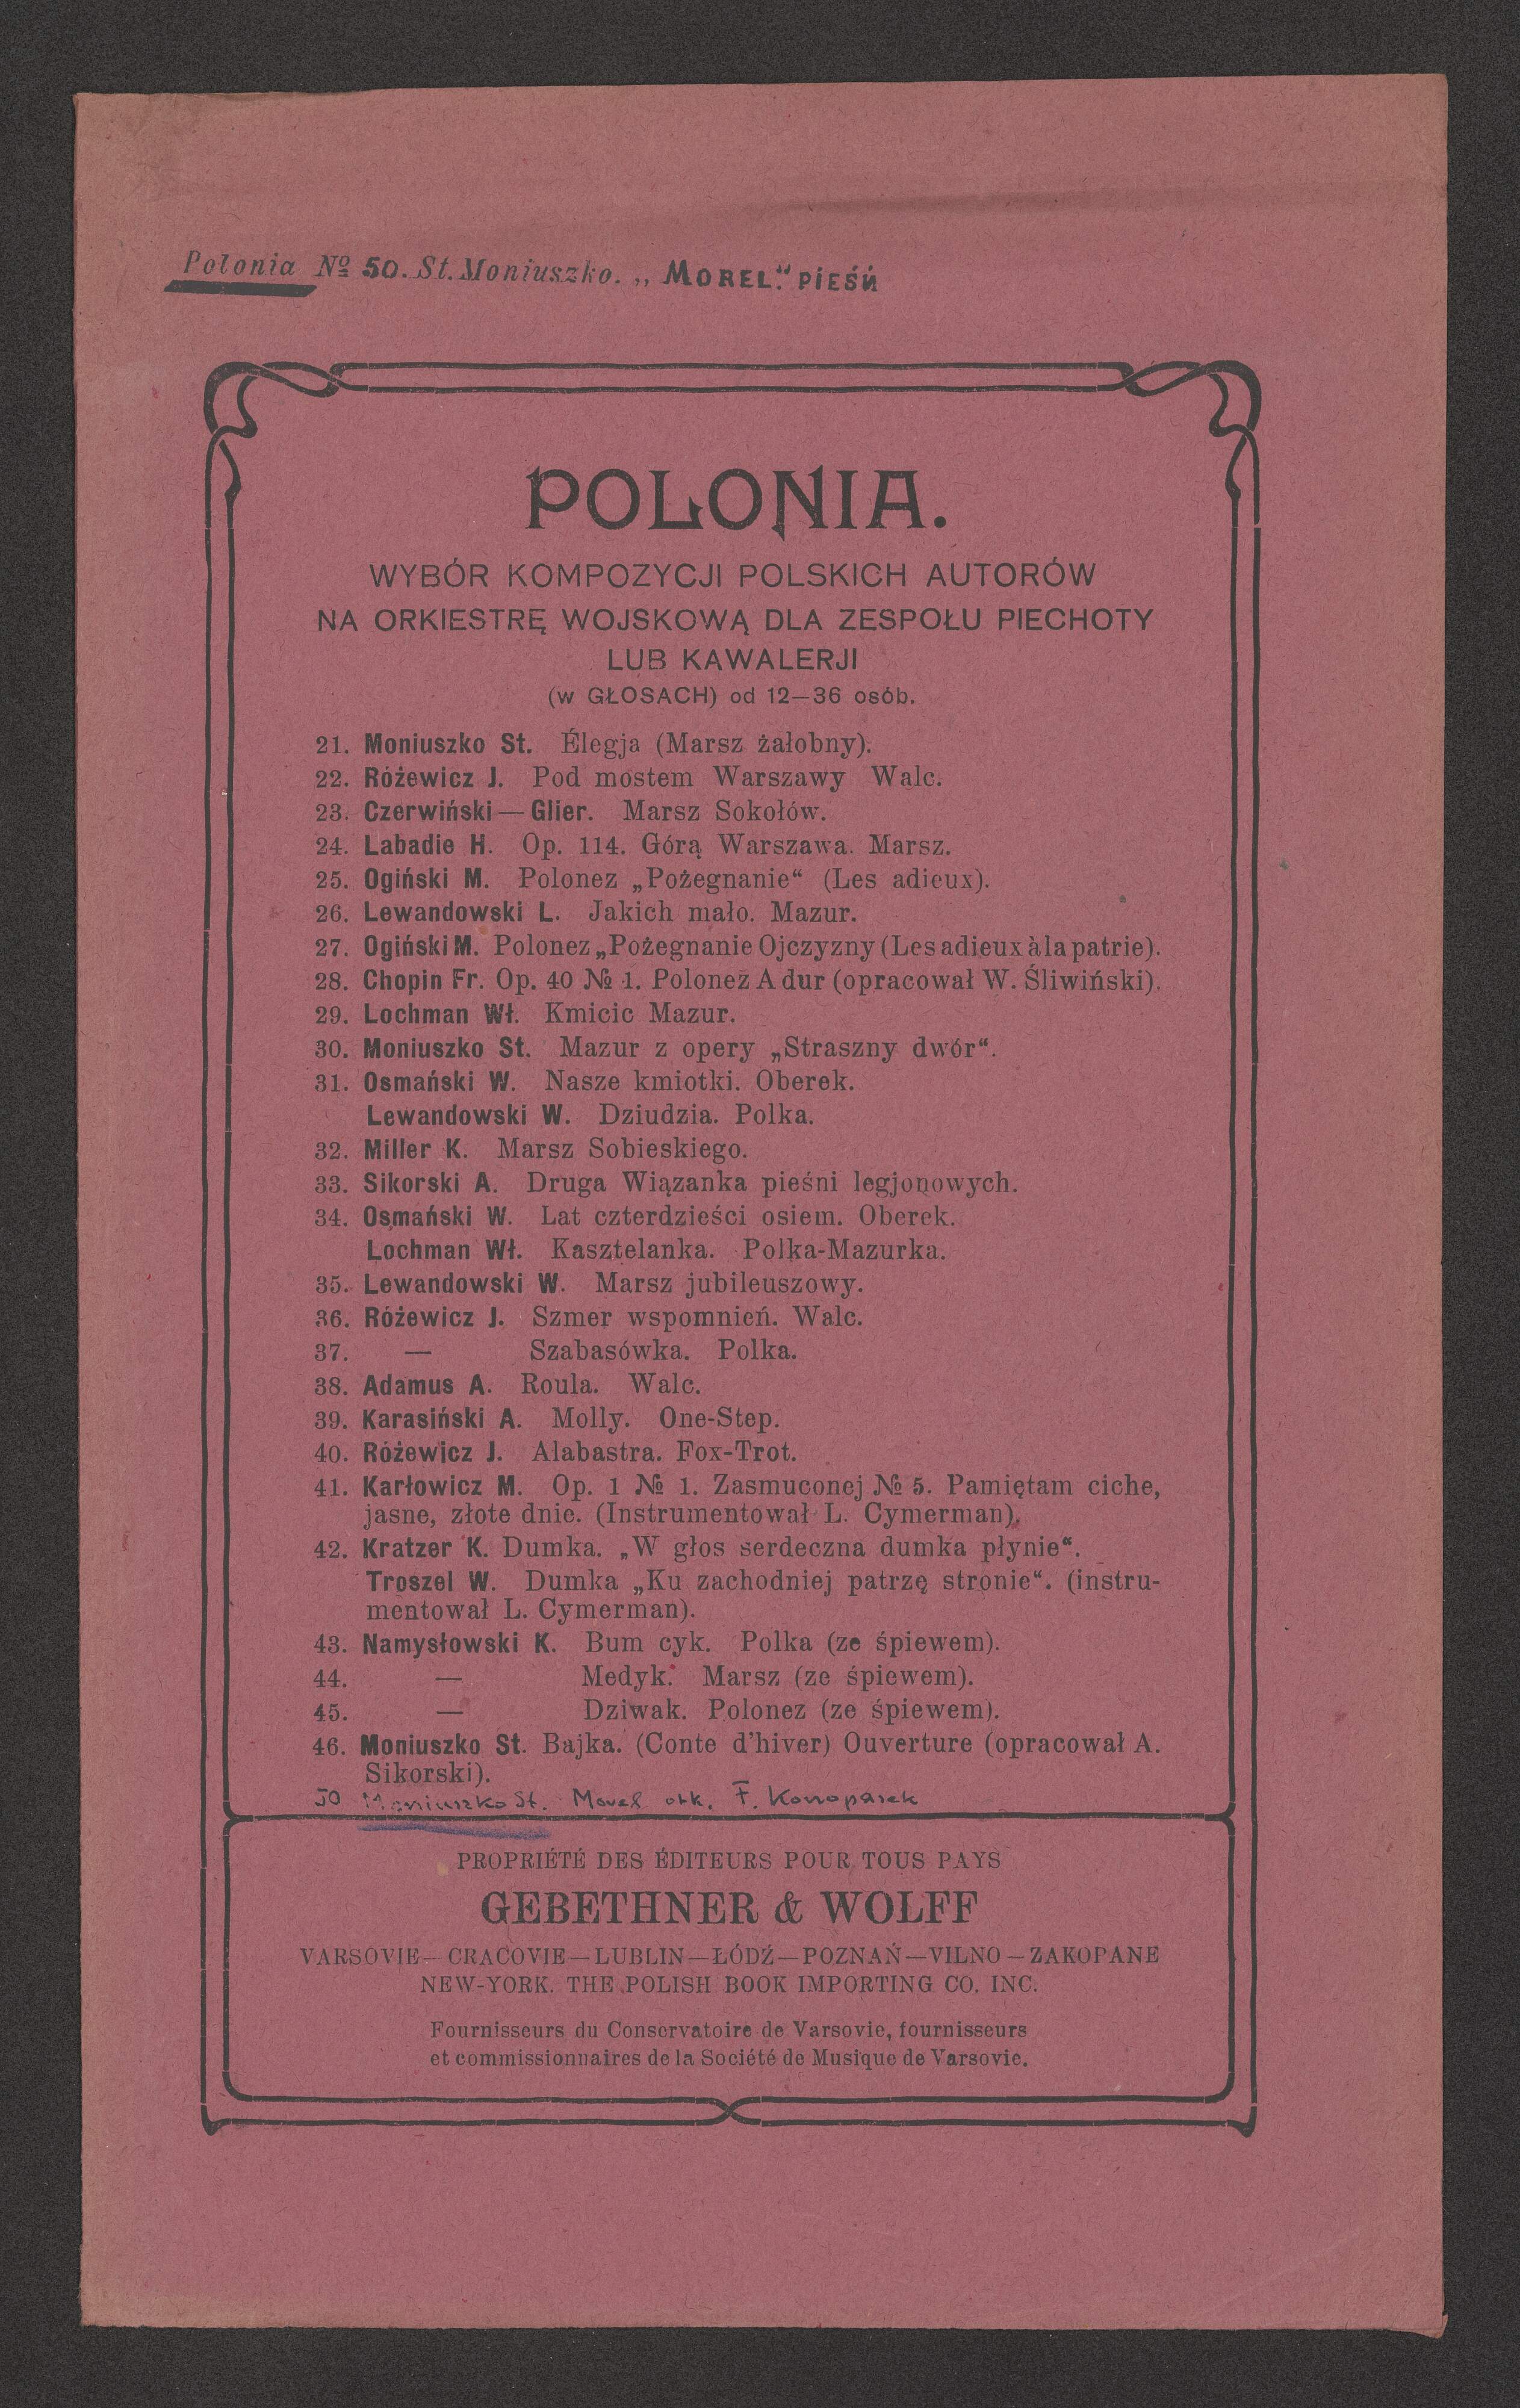 Polonia № 50. St. Moniuszko. „MOREL." PiEŚŃ
POLONIA.
WYBÓR KOMPOZYCJI POLSKICH AUTORÓW
NA ORKIESTRĘ WOJSKOWĄ DLA ZESPOŁU PIECHOTY
LUB KAWALERJI
(w GŁOSACH) od 12—36 osób.
21. Moniuszko St. Élegja (Marsz żałobny).
22. Różewicz J. Pod mostem Warszawy Walc.
23. Czerwiński — Glier. Marsz Sokołów.
24. Labadie H. Op. 114. Górą Warszawa. Marsz.
25. Ogiński M. Polonez „Pożegnanie“ (Les adieux).
26. Lewandowski L. Jakich mało. Mazur.
27. Ogiński M. Polonez „Pożegnanie Ojczyzny (Les adieux à la patrie).
28. Chopin Fr. Op. 40 № 1. Polonez A dur (opracował W. Śliwiński).
29. Lochman Wł. Kmicic Mazur.
30. Moniuszko St. Mazur z opery „Straszny dwór“.
31. Osmański W. Nasze kmiotki. Oberek.
Lewandowski W. Dziudzia. Polka.
32. Miller K. Marsz Sobieskiego.
33. Sikorski A. Druga Wiązanka pieśni legjonowych.
34. Osmański W. Lat czterdzieści osiem. Oberek.
Lochman Wł. Kasztelanka. Polka-Mazurka.
35. Lewandowski W. Marsz jubileuszowy.
36. Różewicz J. Szmer wspomnień. Walc.
37. — Szabasówka. Polka.
38. Adamus A. Roula. Walc.
39. Karasiński A. Molly. One-Step.
40. Różewicz J. Alabastra. Fox-Trot.
41. Karłowicz M. Op. 1 № 1. Zasmuconej № 5. Pamiętam ciche,
jasne, złote dnie. (Instrumentował L. Cymerman).
42. Kratzer K. Dumka. „W głos serdeczna dumka płynie“.
Troszel W. Dumka „Ku zachodniej patrzę stronie“. (instru-
mentował L. Cymerman).
43. Namysłowski K. Bum cyk. Polka (ze śpiewem).
44. — Medyk. Marsz (ze śpiewem).
45. — Dziwak. Polonez (ze śpiewem).
46. Moniuszko St. Bajka. (Conte d'hiver) Ouverture (opracował A.
Sikorski).
50 Moniuszko St. Morel ork. F. Konopasek
PROPRIÉTÉ DES ÉDITEURS POUR TOUS PAYS
GEBETHNER & WOLFF
VARSOVIE — CRACOVIE — LUBLIN — ŁÓDŹ — POZNAŃ — VILNO — ZAKOPANE
NEW-YORK. THE POLISH BOOK IMPORTING CO. INC.
Fournisseurs du Conservatoire de Varsovie, fournisseurs
et commissionnaires de la Société de Musique de Varsovie.